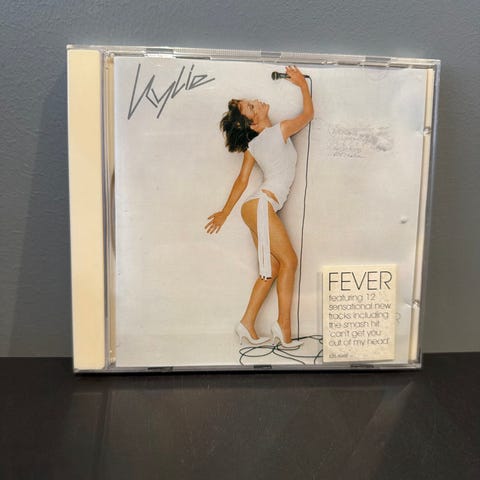 Kylie
FEVER
featuring 12
sensational new
tracks including
the smash hit
'can't get you
out of my head'